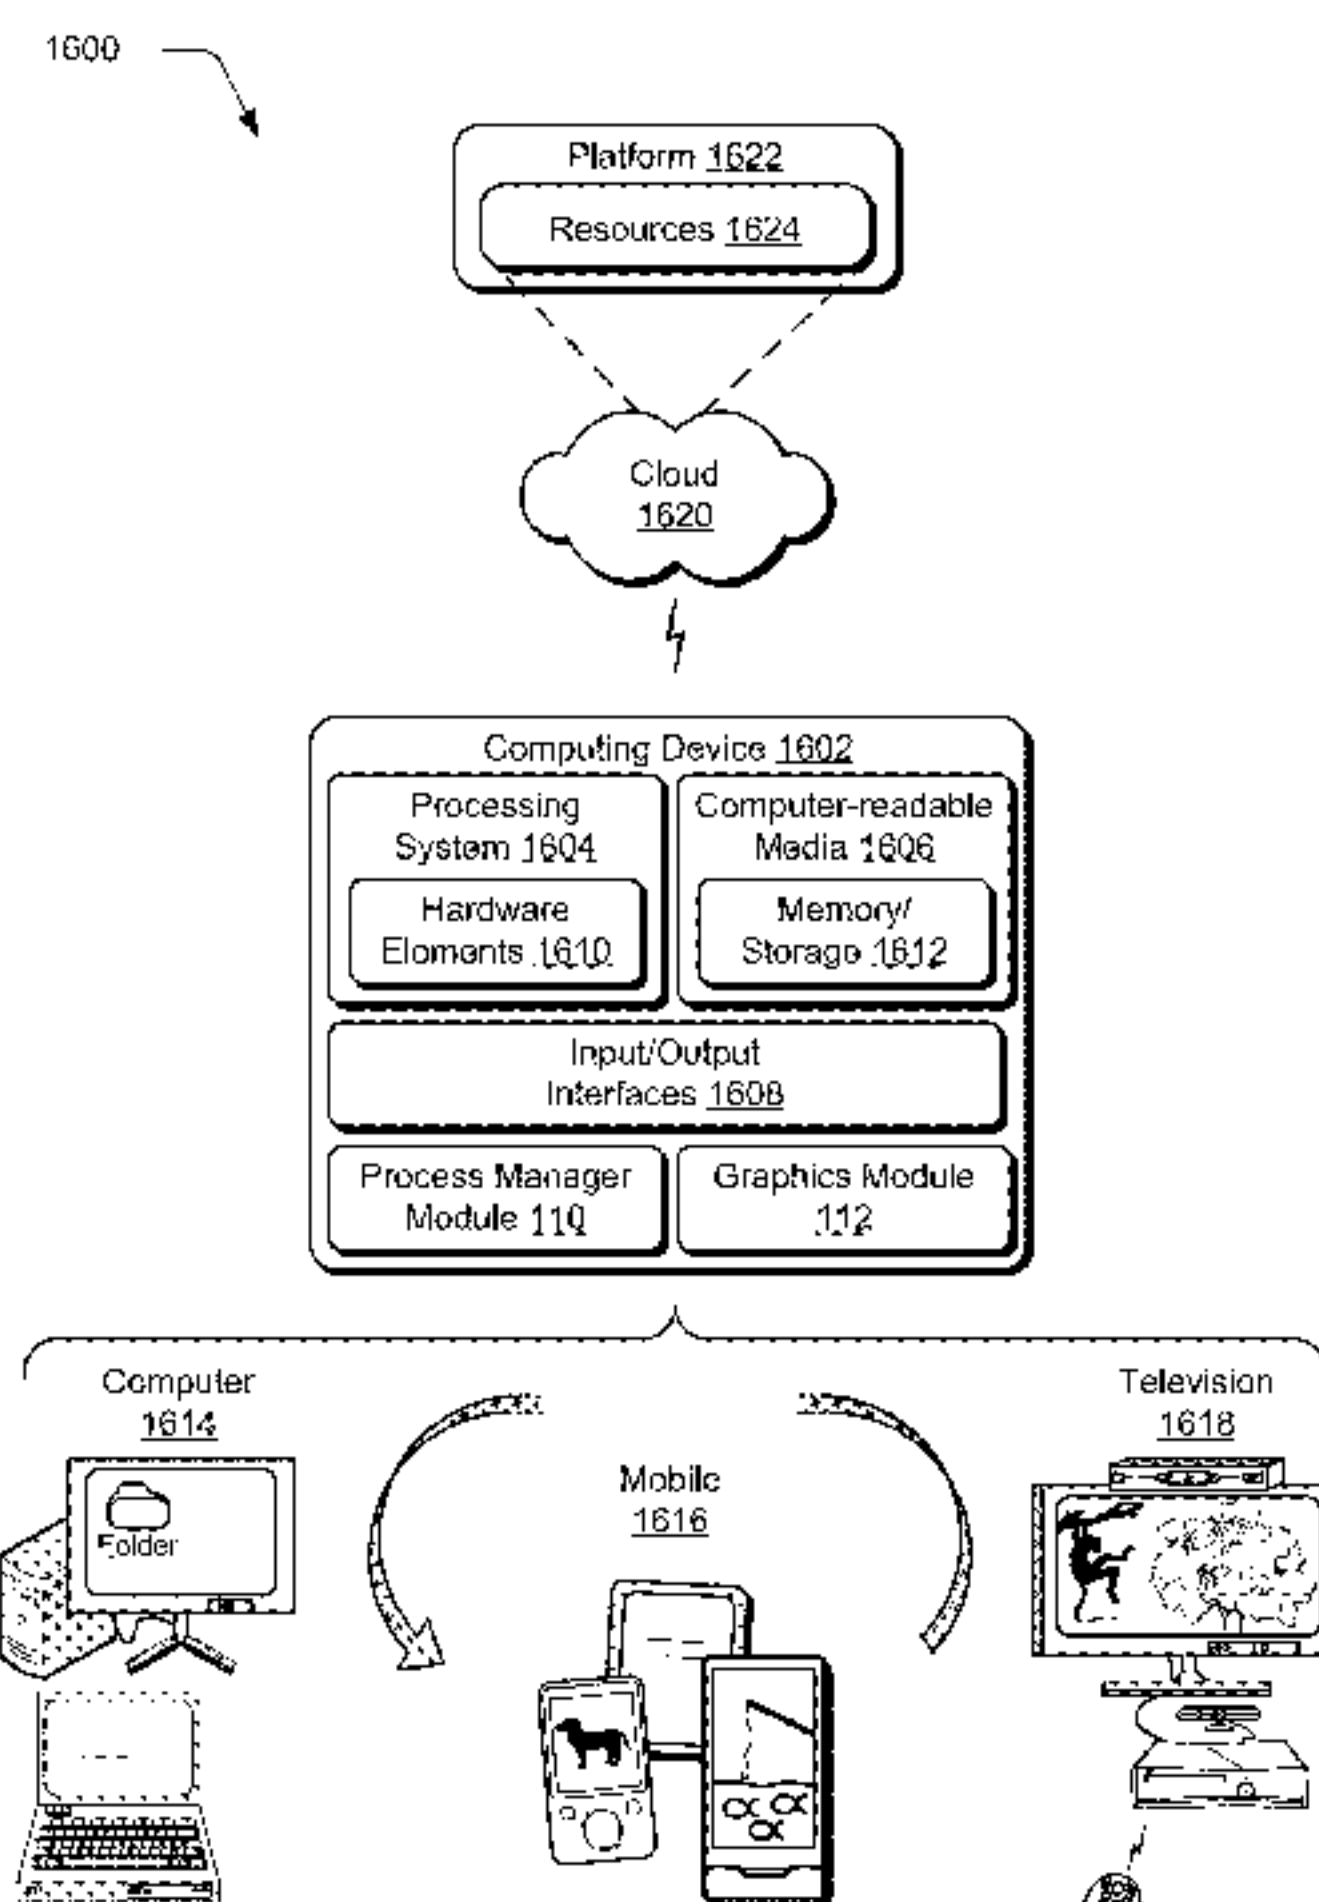 1600
Platform 1622
Resources 1624
Cloud
1620
Computing Device 1602
Processing
System 1604
Hardware
Elements 1610
Computer-readable
Media 1606
Memory/
Storage 1612
Input/Output
Interfaces 1608
Process Manager
Module 110
Graphics Module
112
Computer
1614
Folder
Mobile
1616
Television
1618